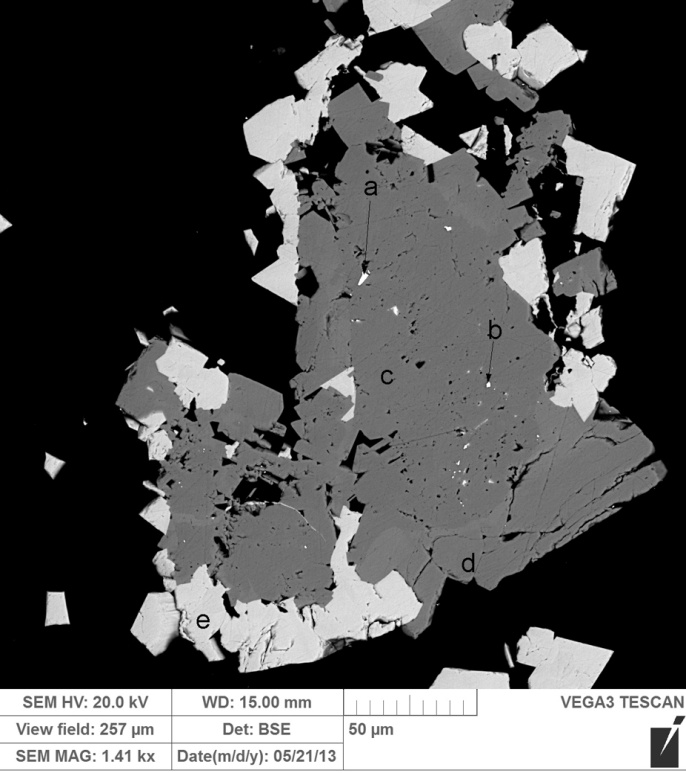 a
b
c
d
e
SEM HV: 20.0 kV WD: 15.00 mm VEGA3 TESCAN
View field: 257 µm Det: BSE 50 µm
SEM MAG: 1.41 kx Date(m/d/y): 05/21/13